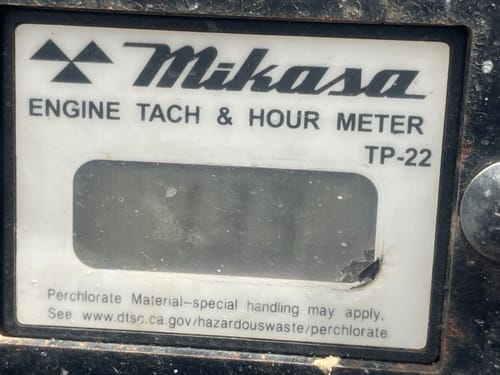 Mikasa
ENGINE TACH & HOUR METER
TP-22
Perchlorate Material-special handling may apply.
See www.dtsc.ca.gov/hazardouswaste/perchlorate.